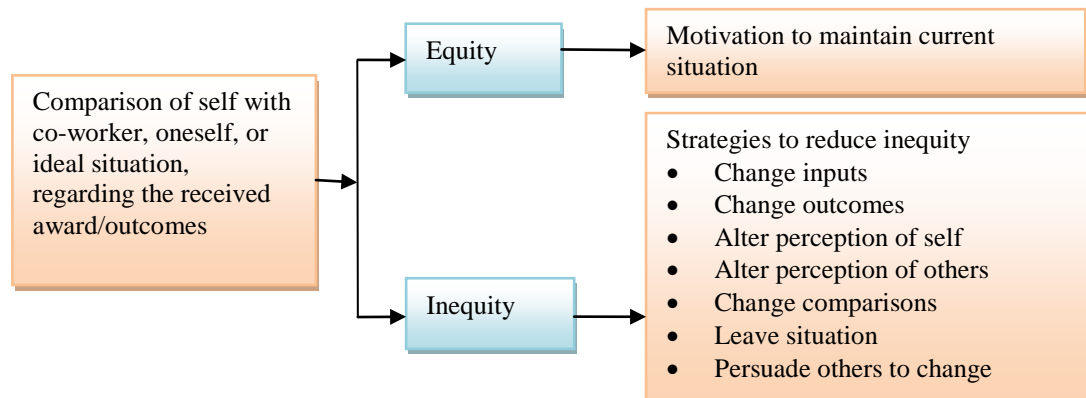 Comparison of self with
co-worker, oneself, or
ideal situation,
regarding the received
award/outcomes
Equity
Motivation to maintain current
situation
Inequity
Strategies to reduce inequity
• Change inputs
• Change outcomes
• Alter perception of self
• Alter perception of others
• Change comparisons
• Leave situation
• Persuade others to change